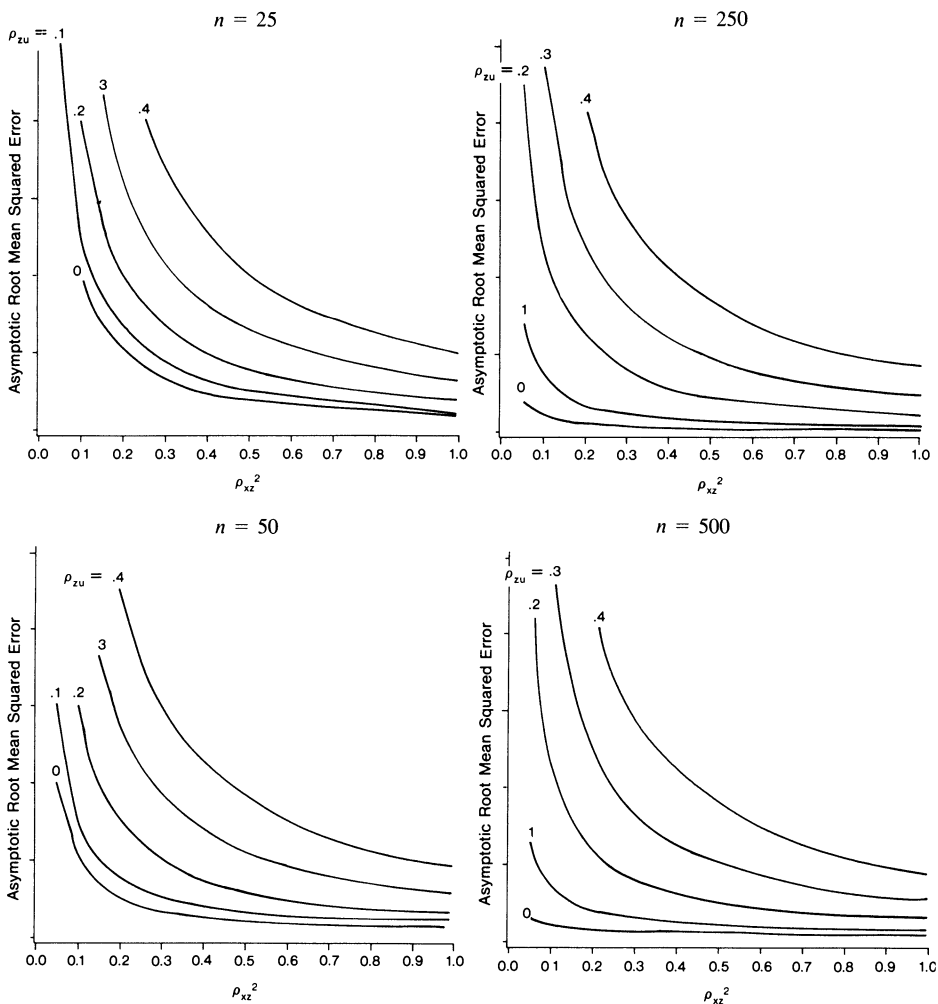 n = 25
ρzu = .1
.2
3
.4
0
Asymptotic Root Mean Squared Error
0.0 0.1 0.2 0.3 0.4 0.5 0.6 0.7 0.8 0.9 1.0
ρxz²
n = 250
ρzu = .2
.3
.4
1
0
Asymptotic Root Mean Squared Error
0.0 0.1 0.2 0.3 0.4 0.5 0.6 0.7 0.8 0.9 1.0
ρxz²
n = 50
ρzu = .4
3
.1
.2
0
Asymptotic Root Mean Squared Error
0.0 0.1 0.2 0.3 0.4 0.5 0.6 0.7 0.8 0.9 1.0
ρxz²
n = 500
ρzu = .3
.2
.4
1
0
Asymptotic Root Mean Squared Error
0.0 0.1 0.2 0.3 0.4 0.5 0.6 0.7 0.8 0.9 1.0
ρxz²